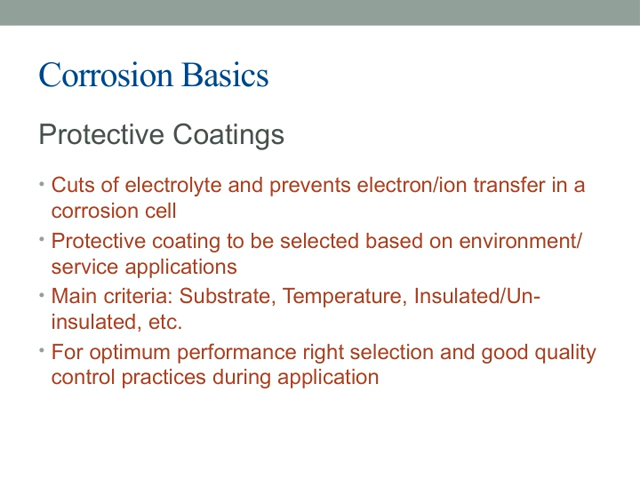 Corrosion Basics
Protective Coatings
• Cuts of electrolyte and prevents electron/ion transfer in a
corrosion cell
• Protective coating to be selected based on environment/
service applications
• Main criteria: Substrate, Temperature, Insulated/Un-
insulated, etc.
• For optimum performance right selection and good quality
control practices during application